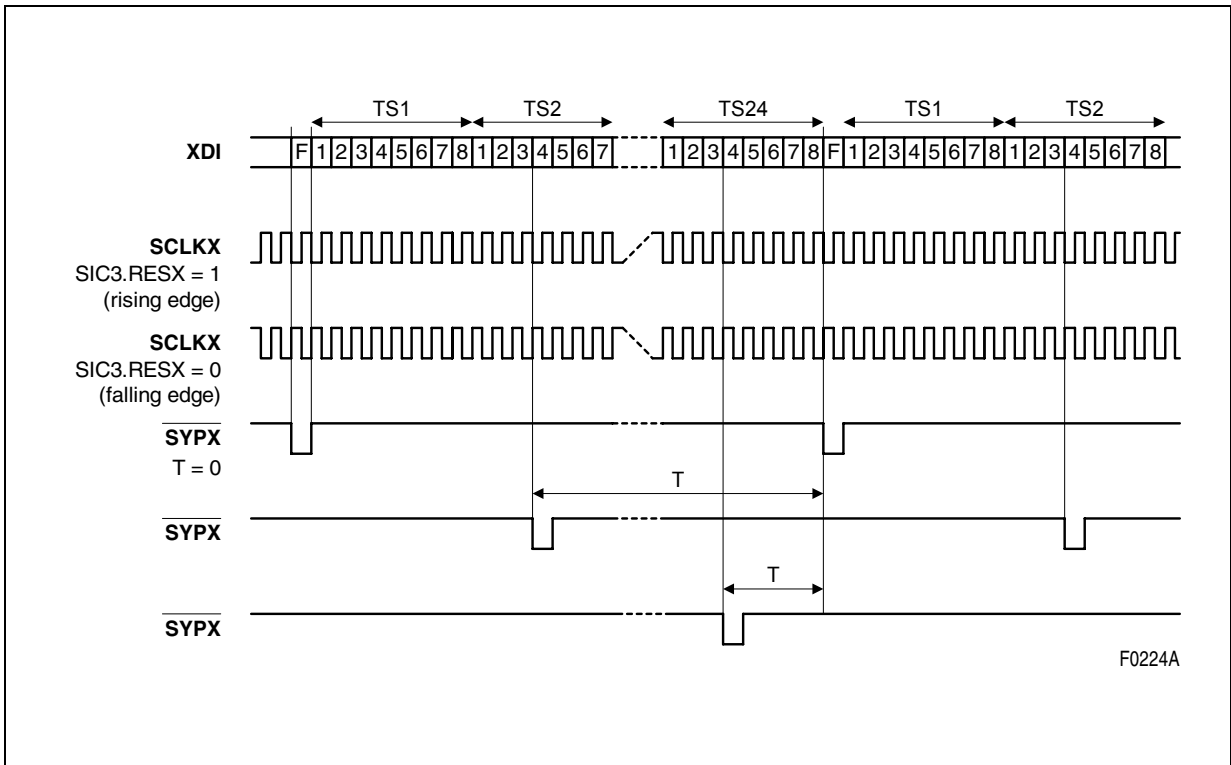 TS1 TS2 TS24 TS1 TS2
XDI F 1 2 3 4 5 6 7 8 1 2 3 4 5 6 7 1 2 3 4 5 6 7 8 F 1 2 3 4 5 6 7 8 1 2 3 4 5 6 7 8
SCLKX
SIC3.RESX = 1
(rising edge)
SCLKX
SIC3.RESX = 0
(falling edge)
SYPX
T = 0
T
SYPX
T
SYPX
F0224A